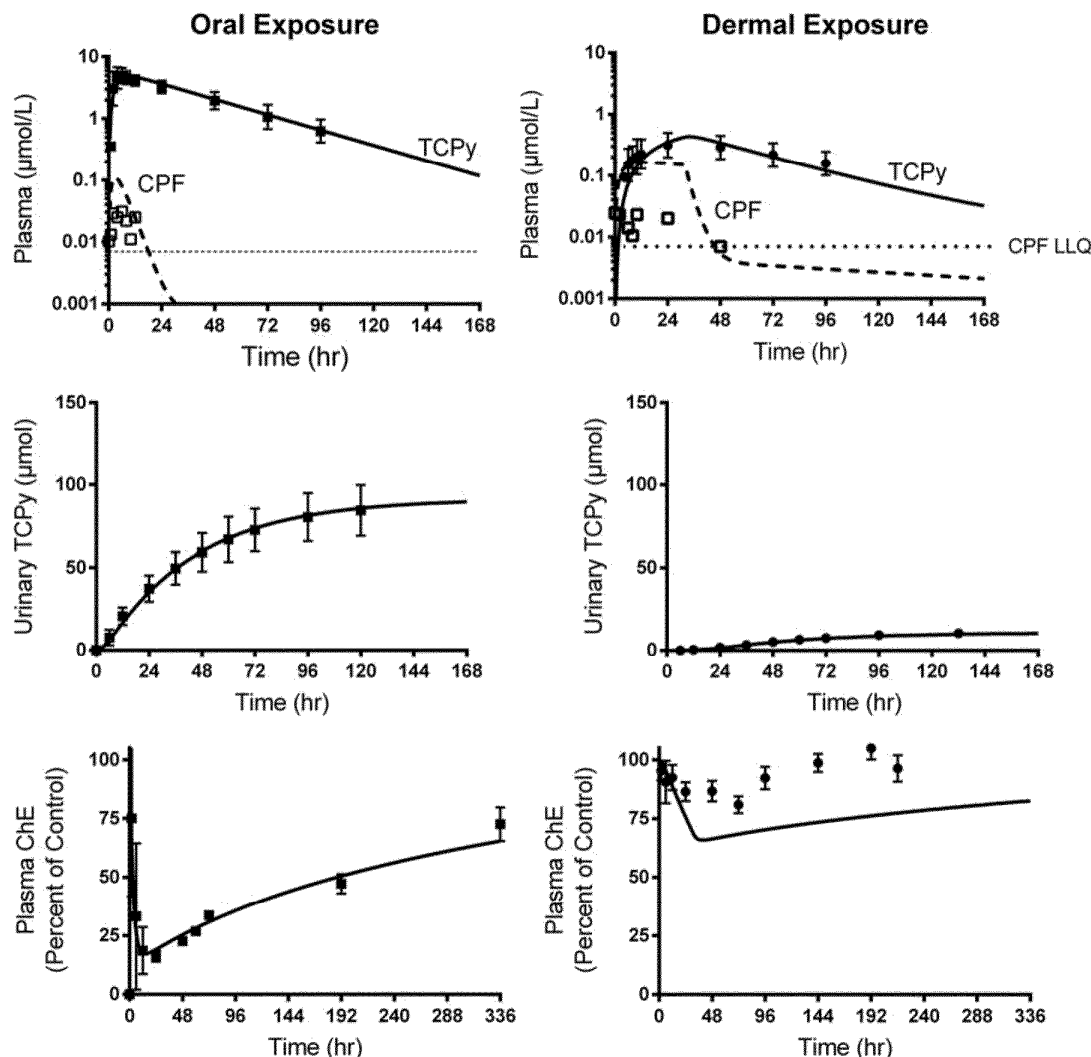 Oral Exposure
Plasma (µmol/L)
10
1
0.1
0.01
0.001
TCPy
CPF
0 24 48 72 96 120 144 168
Time (hr)
Dermal Exposure
Plasma (µmol/L)
10
1
0.1
0.01
0.001
TCPy
CPF
CPF LLQ
0 24 48 72 96 120 144 168
Time (hr)
Urinary TCPy (µmol)
150
100
50
0
0 24 48 72 96 120 144 168
Time (hr)
Urinary TCPy (µmol)
150
100
50
0
0 24 48 72 96 120 144 168
Time (hr)
Plasma ChE
(Percent of Control)
100
75
50
25
0
0 48 96 144 192 240 288 336
Time (hr)
Plasma ChE
(Percent of Control)
100
75
50
25
0
0 48 96 144 192 240 288 336
Time (hr)